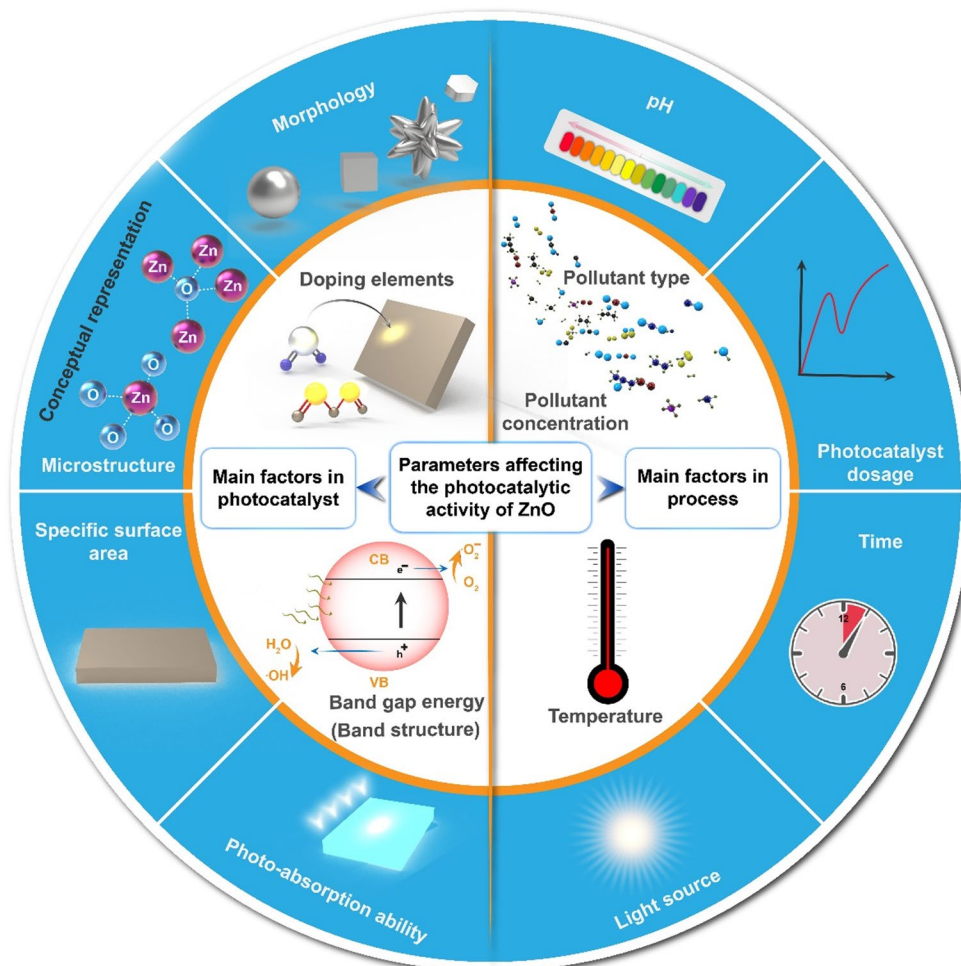 Morphology
pH
Conceptual representation
Zn
Zn
Zn
O
Zn
O
Zn
O
O
O
Microstructure
Doping elements
Pollutant type
Pollutant
concentration
Photocatalyst
dosage
Main factors in
photocatalyst
Parameters affecting
the photocatalytic
activity of ZnO
Main factors in
process
Specific surface
area
CB
e⁻
·O₂⁻
O₂
H₂O
·OH
h⁺
VB
Band gap energy
(Band structure)
Temperature
Time
12
6
Photo-absorption ability
Light source